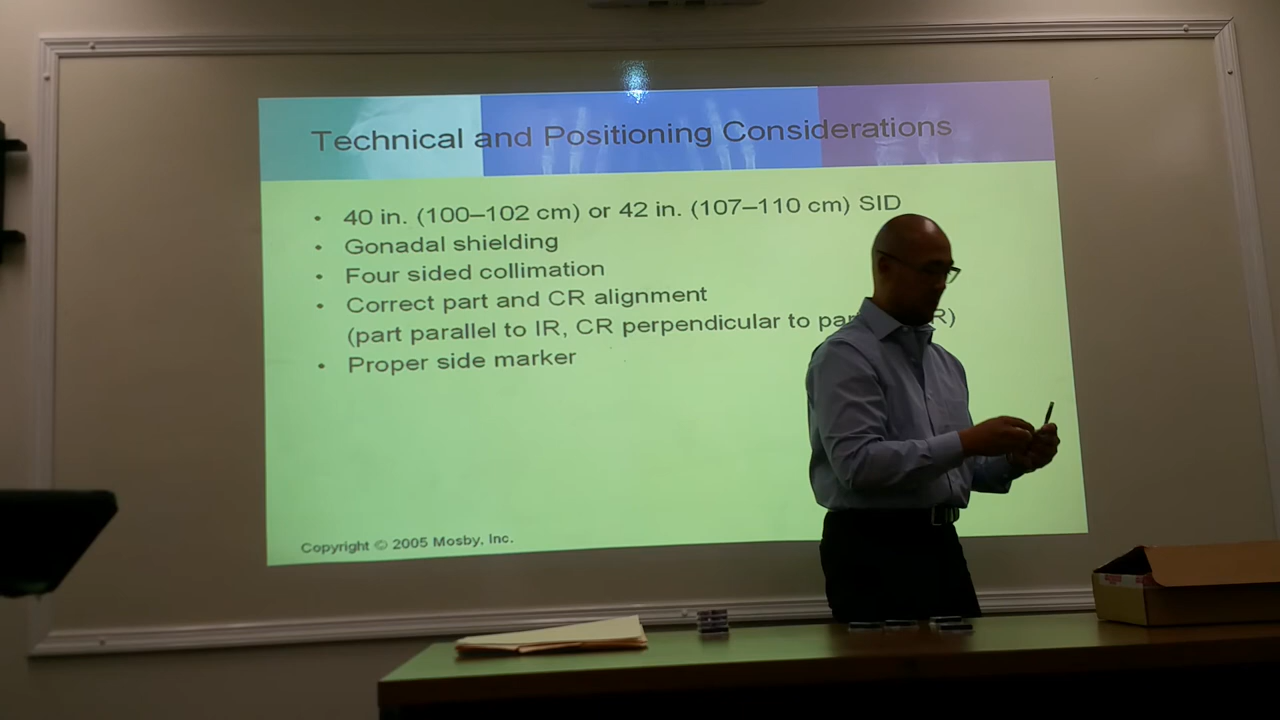 Technical and Positioning Considerations
• 40 in. (100–102 cm) or 42 in. (107–110 cm) SID
• Gonadal shielding
• Four sided collimation
• Correct part and CR alignment
(part parallel to IR, CR perpendicular to R)
• Proper side marker
Copyright © 2005 Mosby, Inc.